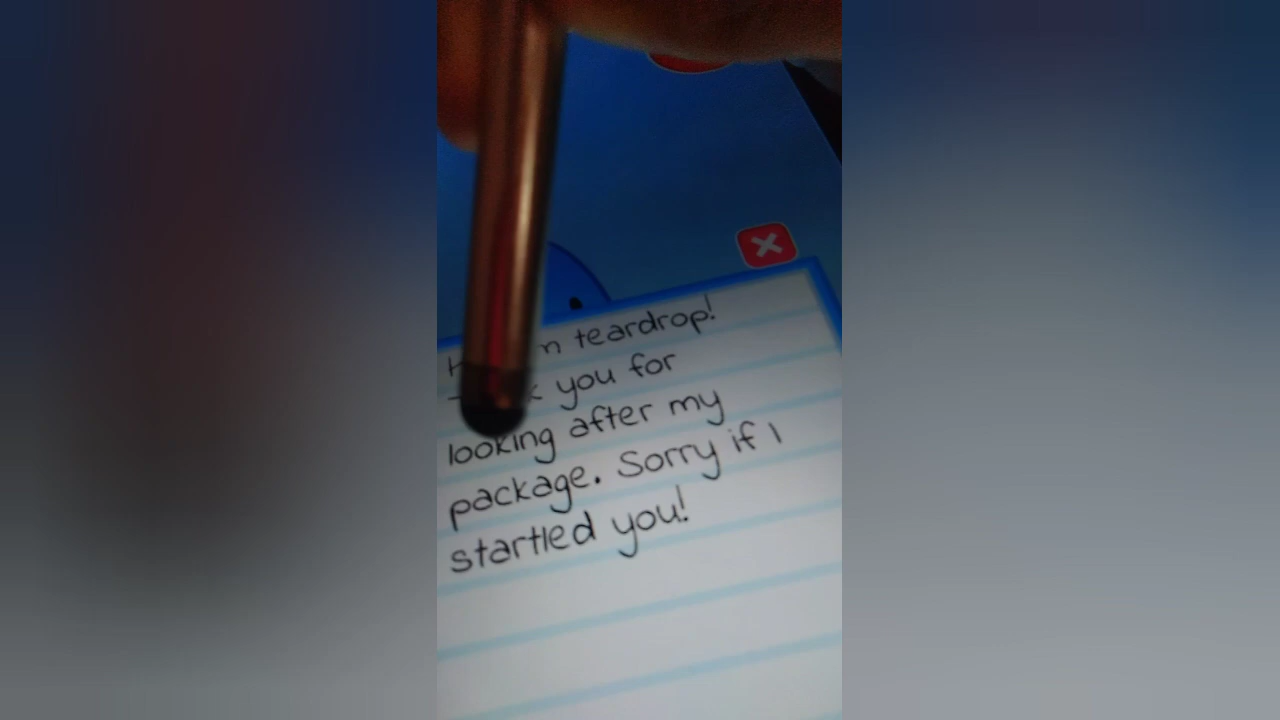 teardrop!
you for
looking after my
package. Sorry if I
startled you!